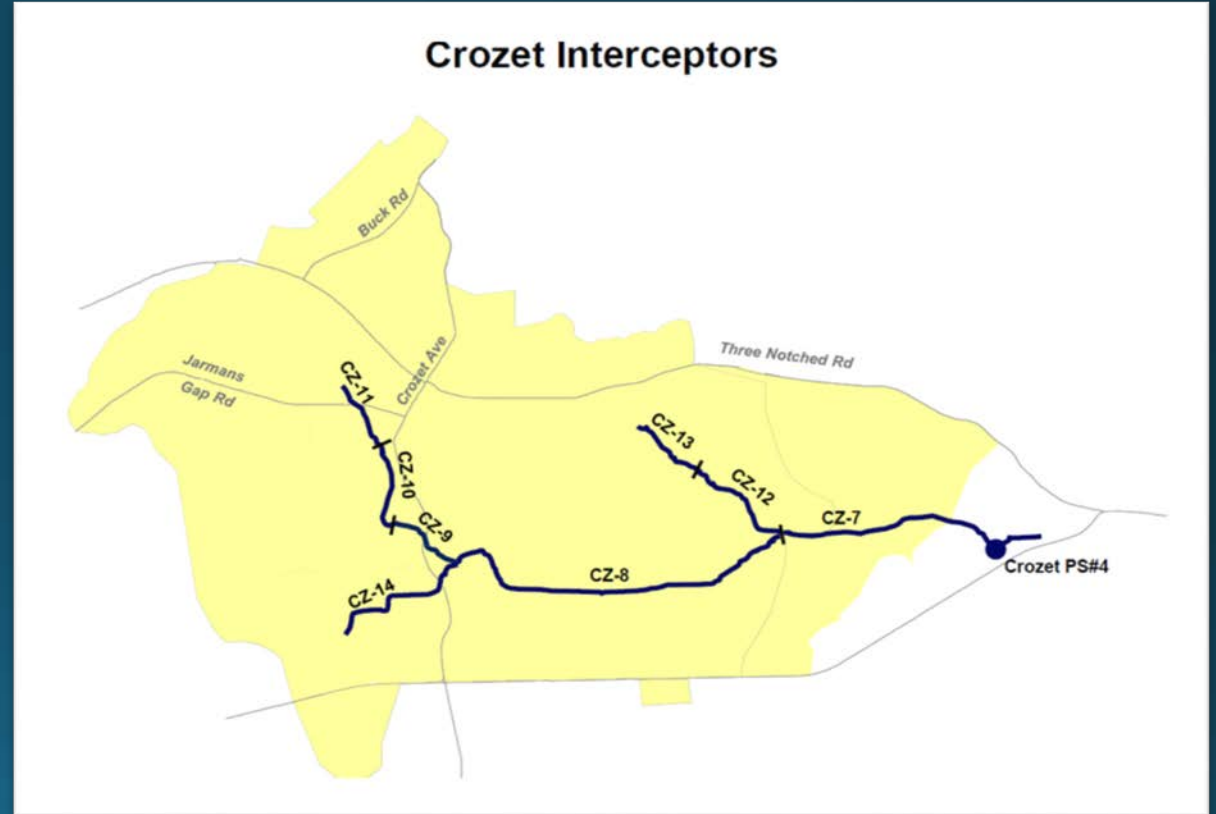 Crozet Interceptors
Buck Rd
Three Notched Rd
Crozet Ave
Jarmans
Gap Rd
CZ-11
CZ-13
CZ-10
CZ-12
CZ-9
CZ-7
CZ-8
Crozet PS#4
CZ-14